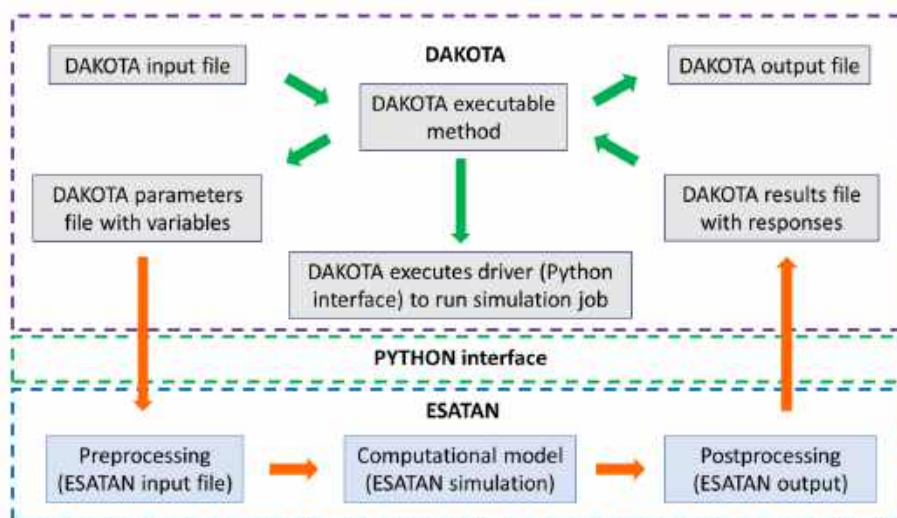 DAKOTA
DAKOTA input file
DAKOTA output file
DAKOTA executable
method
DAKOTA parameters
file with variables
DAKOTA results file
with responses
DAKOTA executes driver (Python
interface) to run simulation job
PYTHON interface
ESATAN
Preprocessing
(ESATAN input file)
Computational model
(ESATAN simulation)
Postprocessing
(ESATAN output)